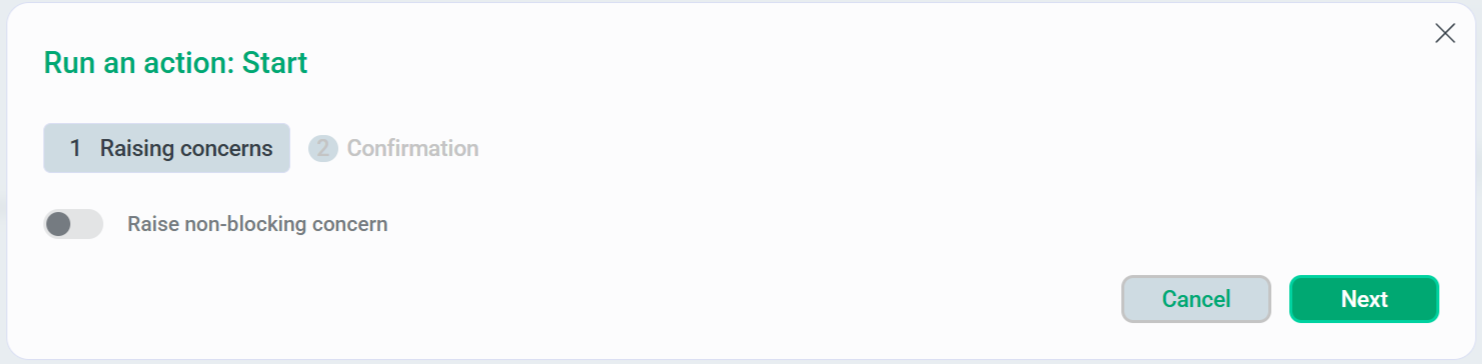 Run an action: Start
1 Raising concerns 2 Confirmation
Raise non-blocking concern
Cancel Next